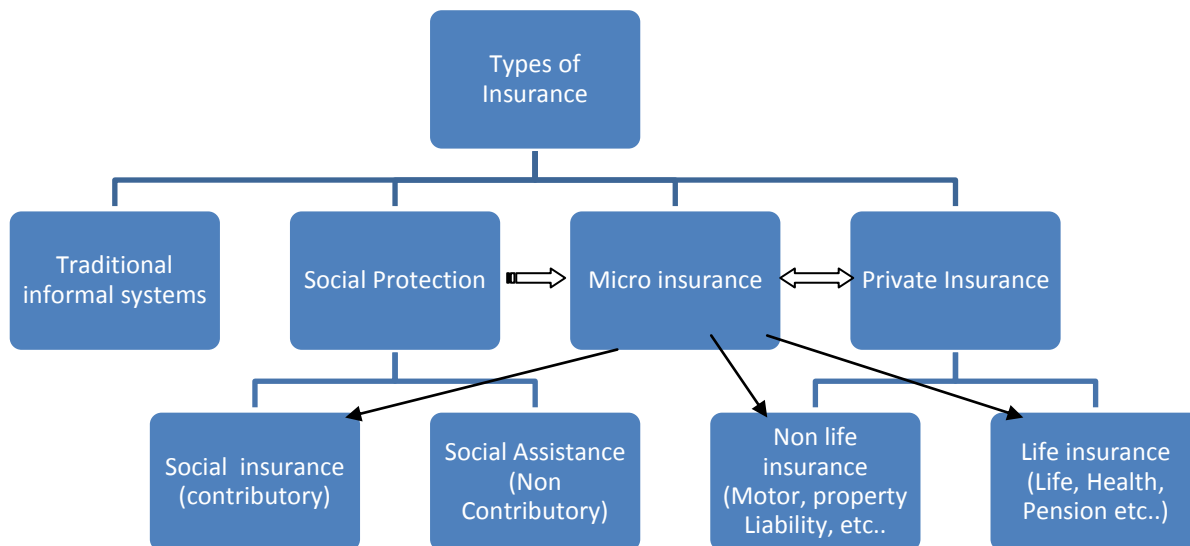 Types of
Insurance
Traditional
informal systems
Social Protection
Micro insurance
Private Insurance
Social  insurance
(contributory)
Social Assistance
(Non
Contributory)
Non life
insurance
(Motor, property
Liability, etc..
Life insurance
(Life, Health,
Pension etc..)